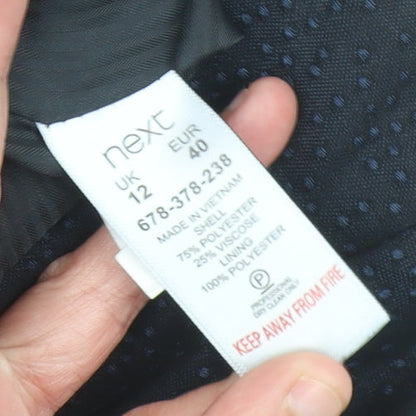 next
UK EUR
12 40
678-378-238
MADE IN VIETNAM
SHELL
75% POLYESTER
25% VISCOSE
LINING
100% POLYESTER
P
PROFESSIONAL
DRY CLEAN ONLY
KEEP AWAY FROM FIRE